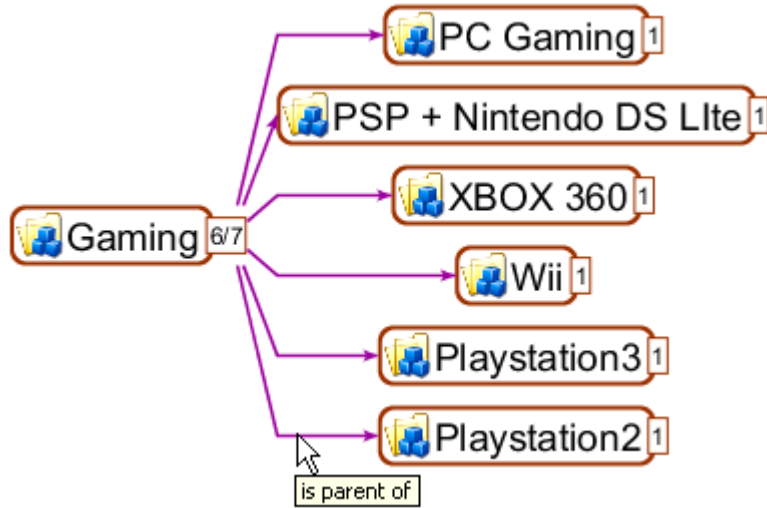 PC Gaming 1
PSP + Nintendo DS LIte 1
XBOX 360 1
Gaming 6/7
Wii 1
Playstation3 1
Playstation2 1
is parent of